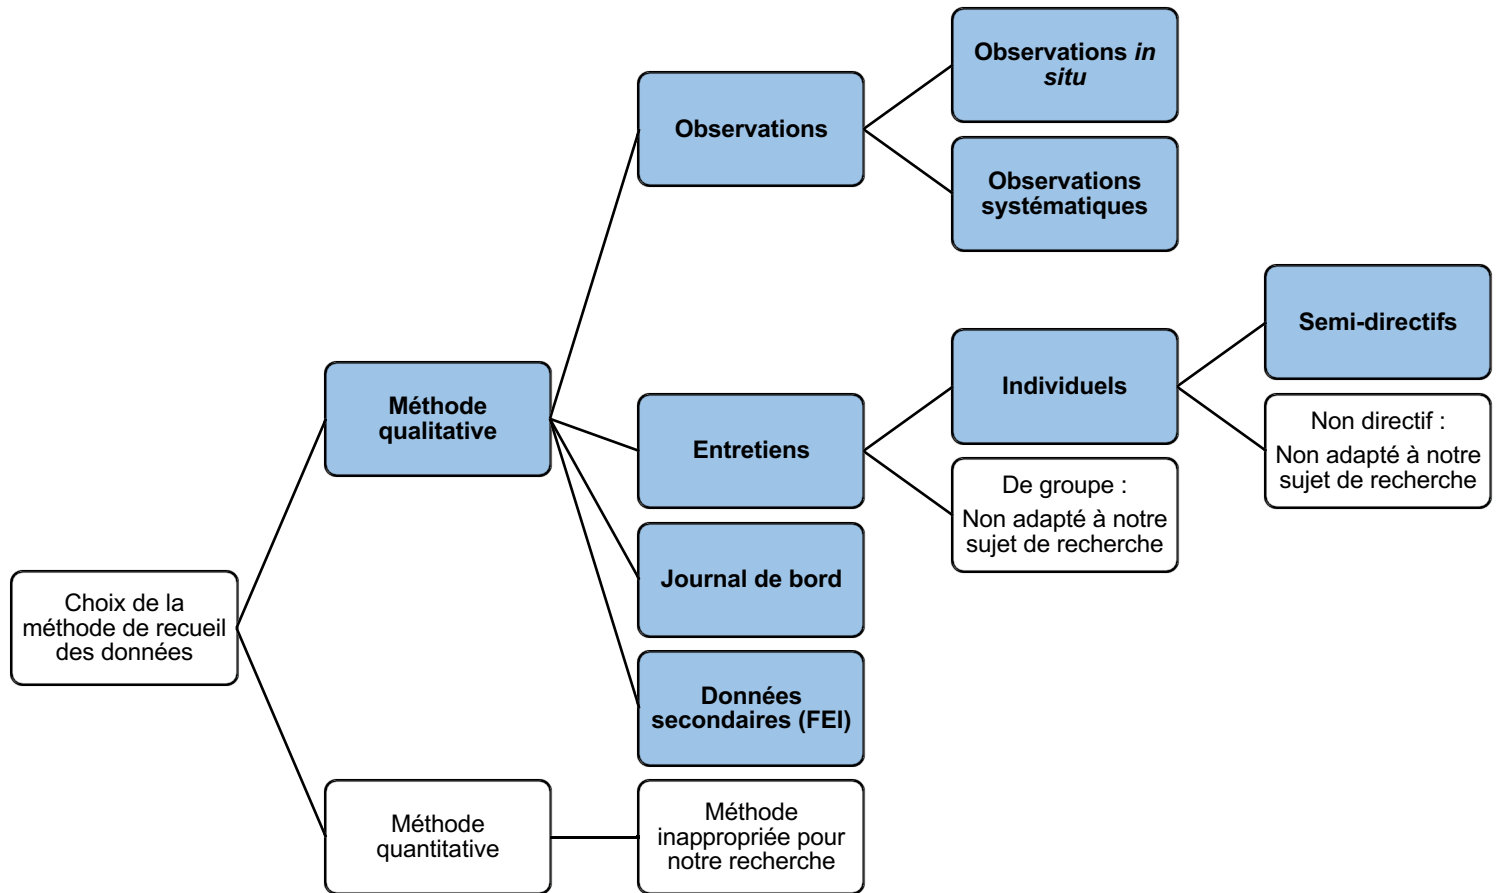 Observations in
situ
Observations
Observations
systématiques
Semi-directifs
Individuels
Méthode
qualitative
Entretiens
Non directif :
Non adapté à notre
sujet de recherche
De groupe :
Non adapté à notre
sujet de recherche
Journal de bord
Choix de la
méthode de recueil
des données
Données
secondaires (FEI)
Méthode
quantitative
Méthode
inappropriée pour
notre recherche